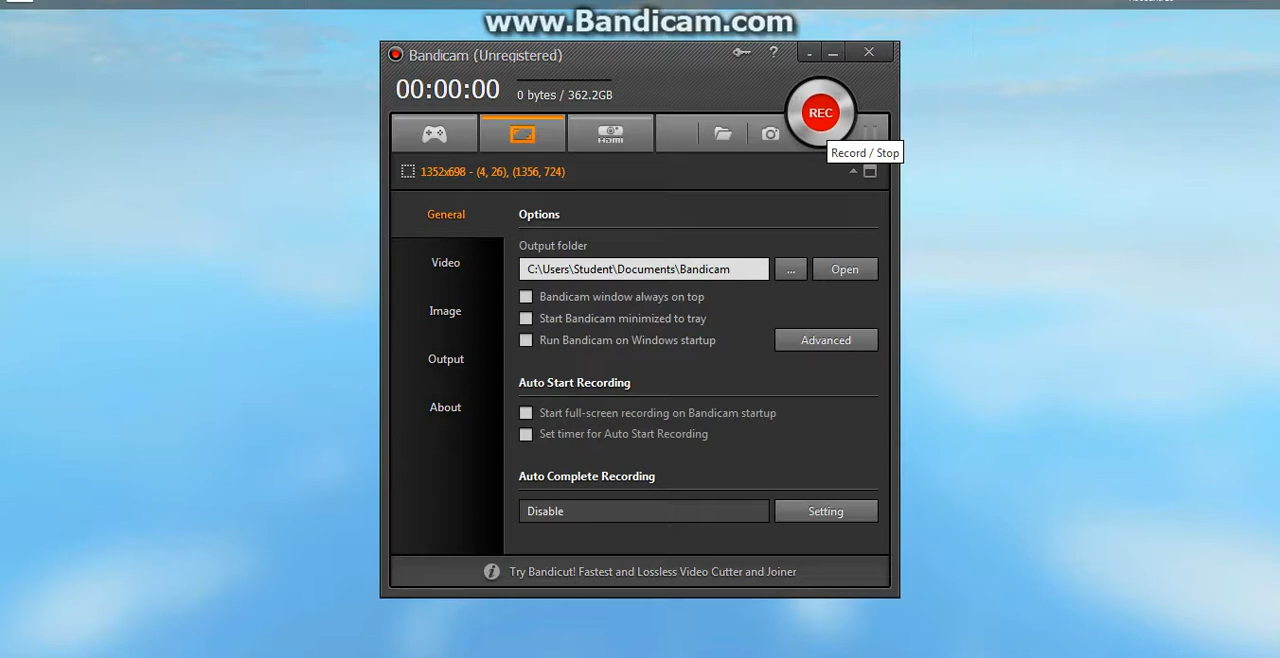 www.Bandicam.com
Bandicam (Unregistered)
?
00:00:00
0 bytes / 362.2GB
REC
HDMI
Record / Stop
1352x698 - (4, 26), (1356, 724)
General
Options
Output folder
C:\Users\Student\Documents\Bandicam
...
Open
Video
Bandicam window always on top
Image
Start Bandicam minimized to tray
Run Bandicam on Windows startup
Advanced
Output
Auto Start Recording
About
Start full-screen recording on Bandicam startup
Set timer for Auto Start Recording
Auto Complete Recording
Disable
Setting
Try Bandicut! Fastest and Lossless Video Cutter and Joiner